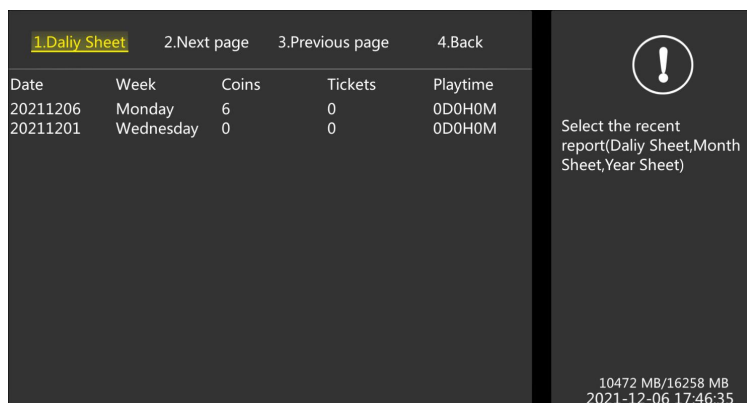 1.Daliy Sheet 2.Next page 3.Previous page 4.Back
Date Week Coins Tickets Playtime
20211206 Monday 6 0 0D0H0M
20211201 Wednesday 0 0 0D0H0M
!
Select the recent
report(Daliy Sheet,Month
Sheet,Year Sheet)
10472 MB/16258 MB
2021-12-06 17:46:35